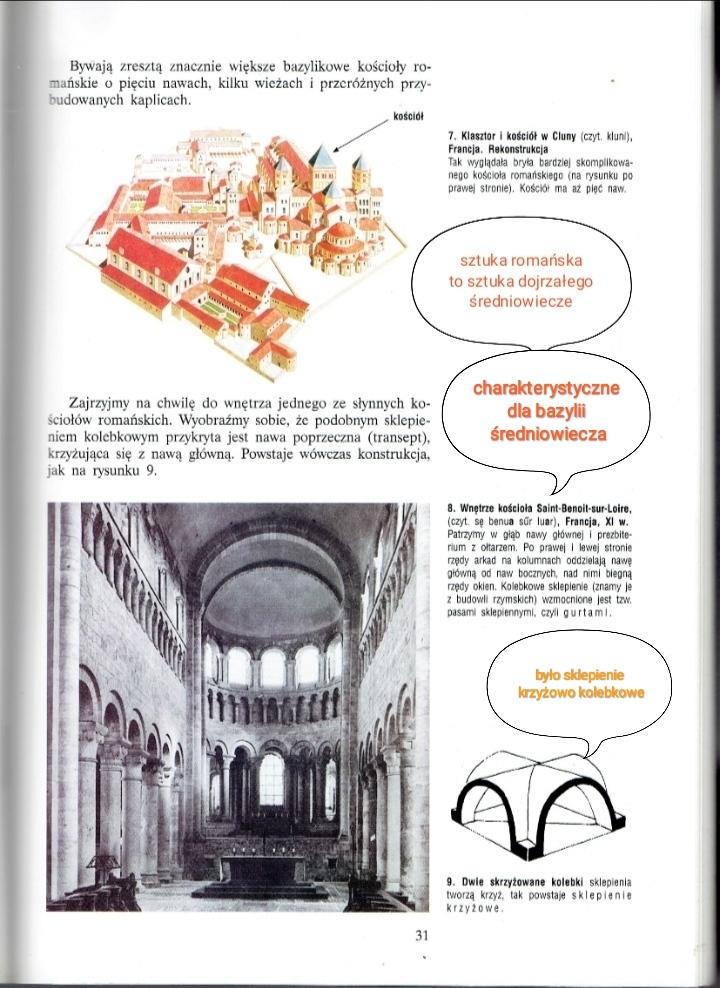 Bywają zresztą znacznie większe bazylikowe kościoły ro-
mańskie o pięciu nawach, kilku wieżach i przeróżnych przy-
budowanych kaplicach.
kościół
7. Klasztor i kościół w Cluny (czyt. kluni),
Francja. Rekonstrukcja
Tak wyglądała bryła bardziej skomplikowa-
nego kościoła romańskiego (na rysunku po
prawej stronie). Kościół ma aż pięć naw.
sztuka romańska
to sztuka dojrzałego
średniowiecze
charakterystyczne
dla bazylii
średniowiecza
Zajrzyjmy na chwilę do wnętrza jednego ze słynnych ko-
ściołów romańskich. Wyobraźmy sobie, że podobnym sklepie-
niem kolebkowym przykryta jest nawa poprzeczna (transept),
krzyżująca się z nawą główną. Powstaje wówczas konstrukcja,
jak na rysunku 9.
8. Wnętrze kościoła Saint-Benoit-sur-Loire,
(czyt. sę benua sür luar), Francja, XI w.
Patrzymy w głąb nawy głównej i prezbite-
rium z ołtarzem. Po prawej i lewej stronie
rzędy arkad na kolumnach oddzielają nawę
główną od naw bocznych, nad nimi biegną
rzędy okien. Kolebkowe sklepienie (znamy je
z budowli rzymskich) wzmocnione jest tzw.
pasami sklepiennymi, czyli gurtami.
było sklepienie
krzyżowo kolebkowe
9. Dwie skrzyżowane kolebki sklepienia
tworzą krzyż, tak powstaje sklepienie
krzyżowe.
31